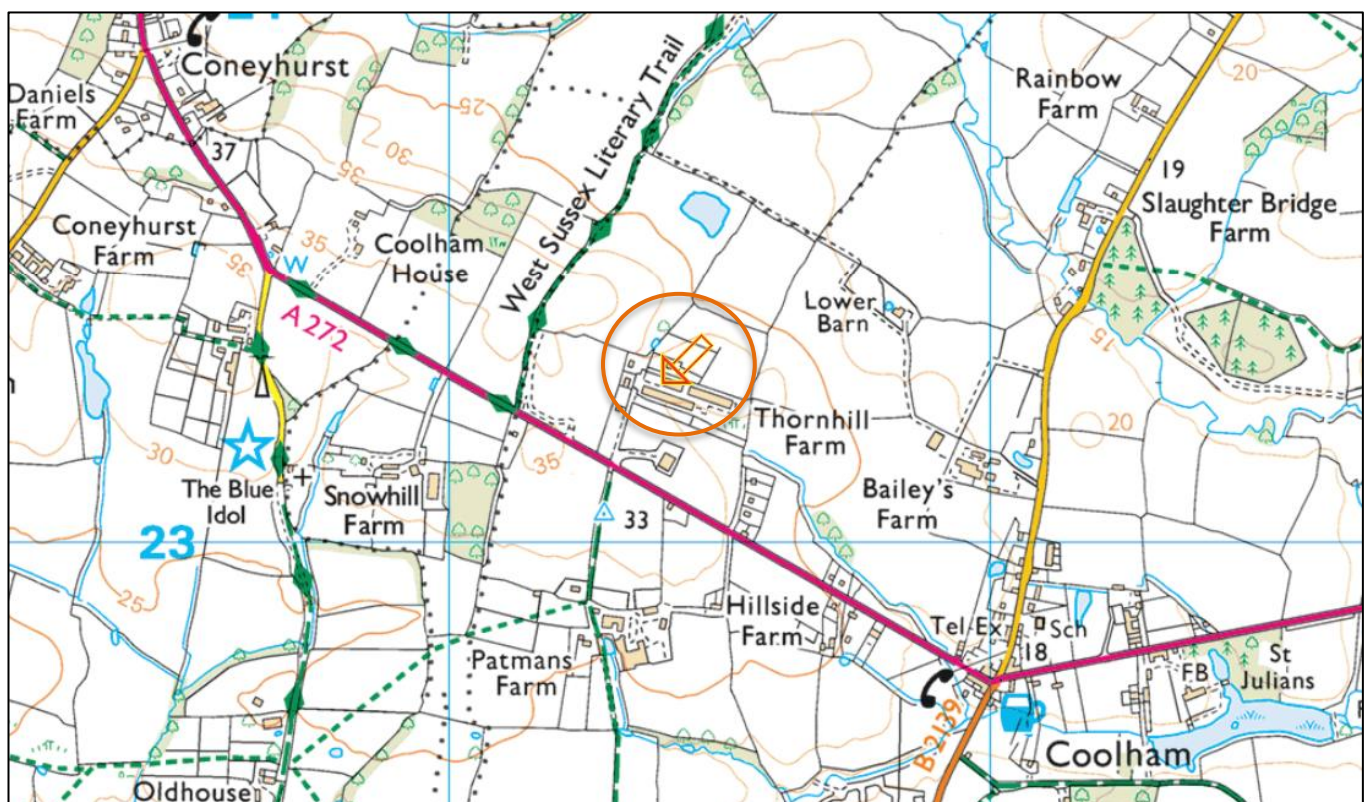 Coneyhurst
Daniels
Farm
37
25
30
35
West Sussex Literary Trail
Rainbow
Farm
20
19
Slaughter Bridge
Farm
Coneyhurst
Farm
35
35
W
Coolham
House
A 272
Lower
Barn
15
Thornhill
Farm
20
30
The Blue
Idol
Snowhill
Farm
35
33
Bailey's
Farm
23
25
Hillside
Farm
Tel Ex
Sch
18
Patmans
Farm
FB
St
Julians
B2139
Coolham
Oldhouse